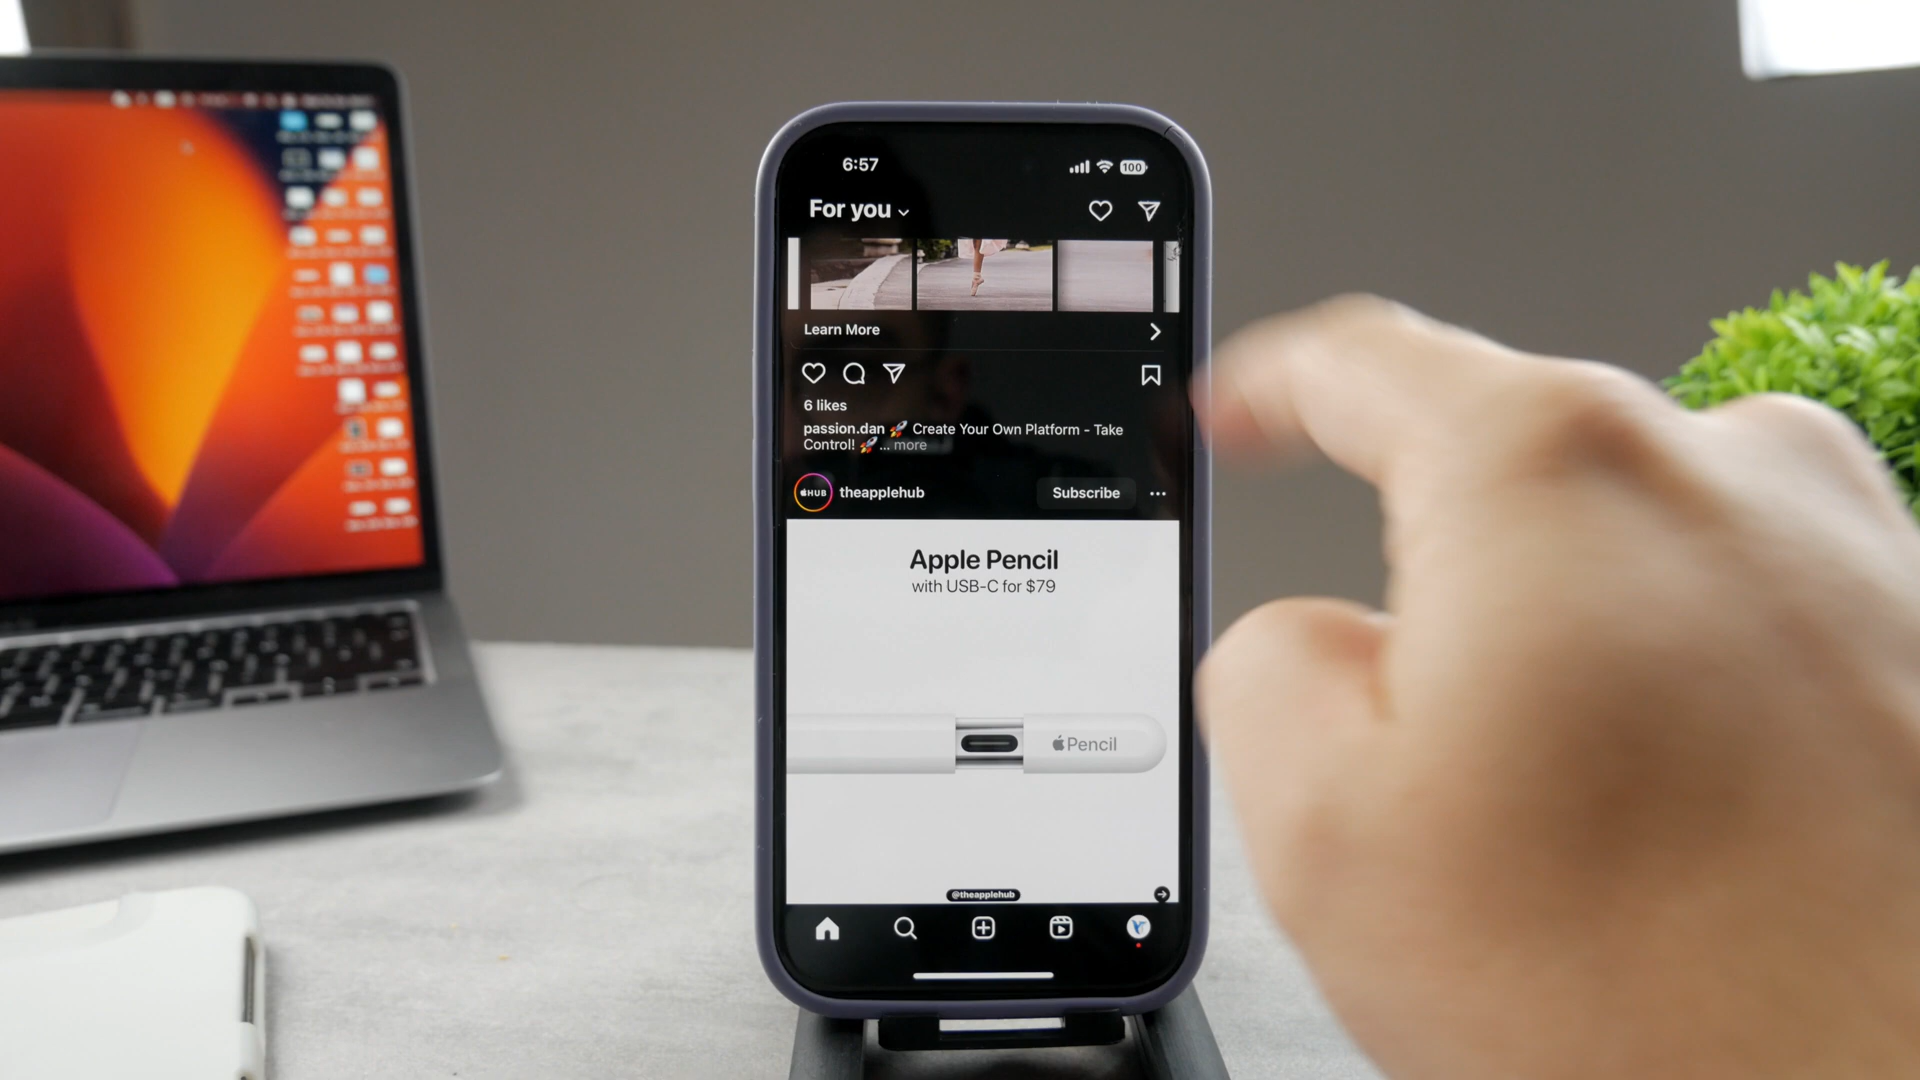 6:57
100
For you
Learn More
6 likes
passion.dan 🚀 Create Your Own Platform - Take
Control! 🚀 ... more
HUB
theapplehub
Subscribe
Apple Pencil
with USB-C for $79
Pencil
@theapplehub